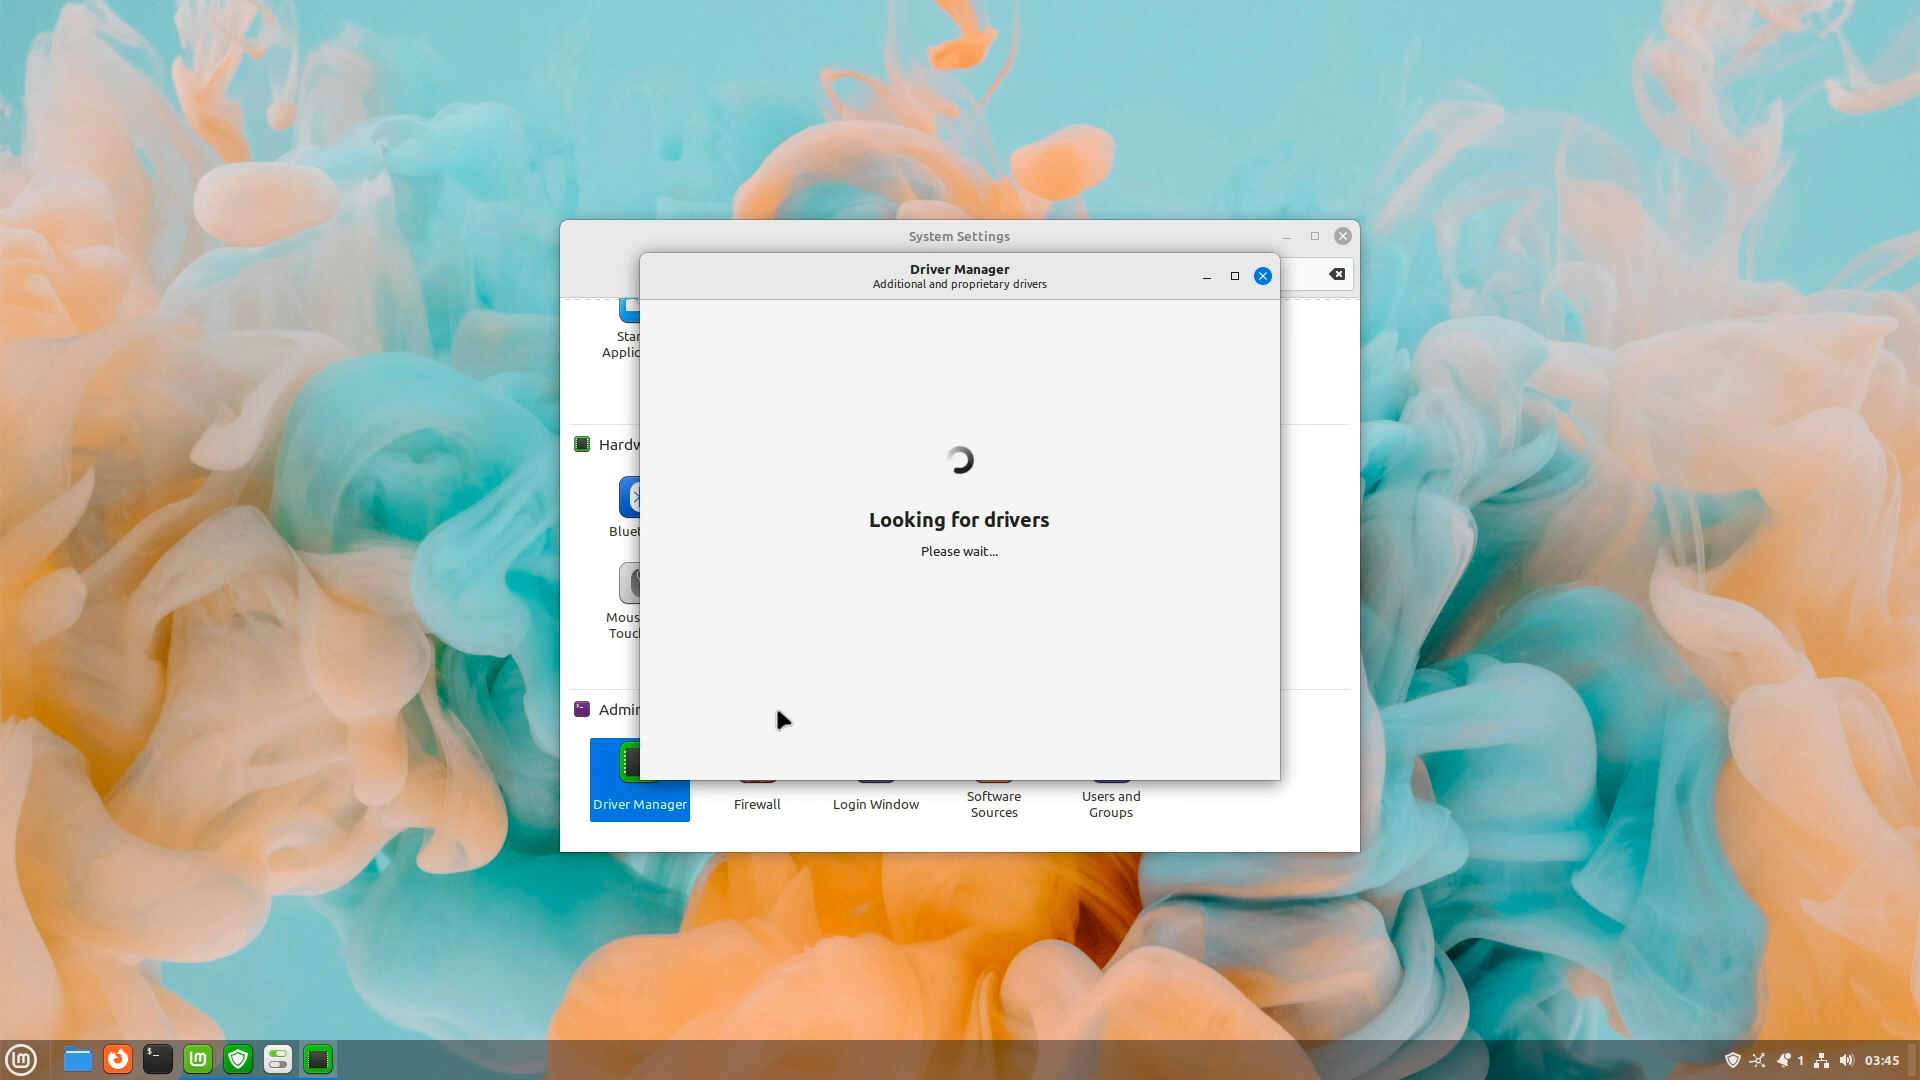 System Settings
Driver Manager
Additional and proprietary drivers
Star
Applic
Hardw
Looking for drivers
Please wait...
Bluet
Mous
Touc
Admin
Driver Manager
Firewall
Login Window
Software
Sources
Users and
Groups
1
03:45